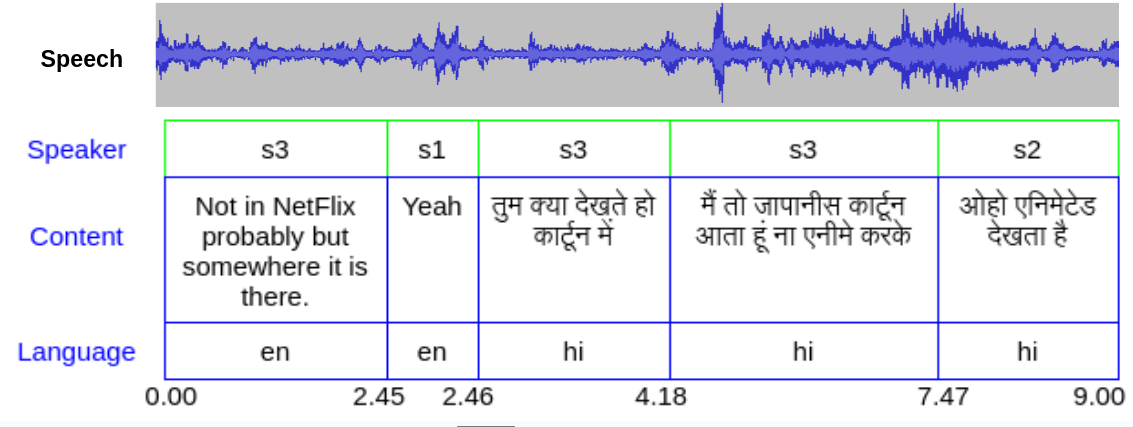 Speech
Speaker s3 s1 s3 s3 s2
Content
Not in NetFlix
probably but
somewhere it is
there.
Yeah
तुम क्या देखते हो
कार्टून में
मैं तो जापानीस कार्टून
आता हूं ना एनीमे करके
ओहो एनिमेटेड
देखता है
Language en en hi hi hi
0.00 2.45 2.46 4.18 7.47 9.00